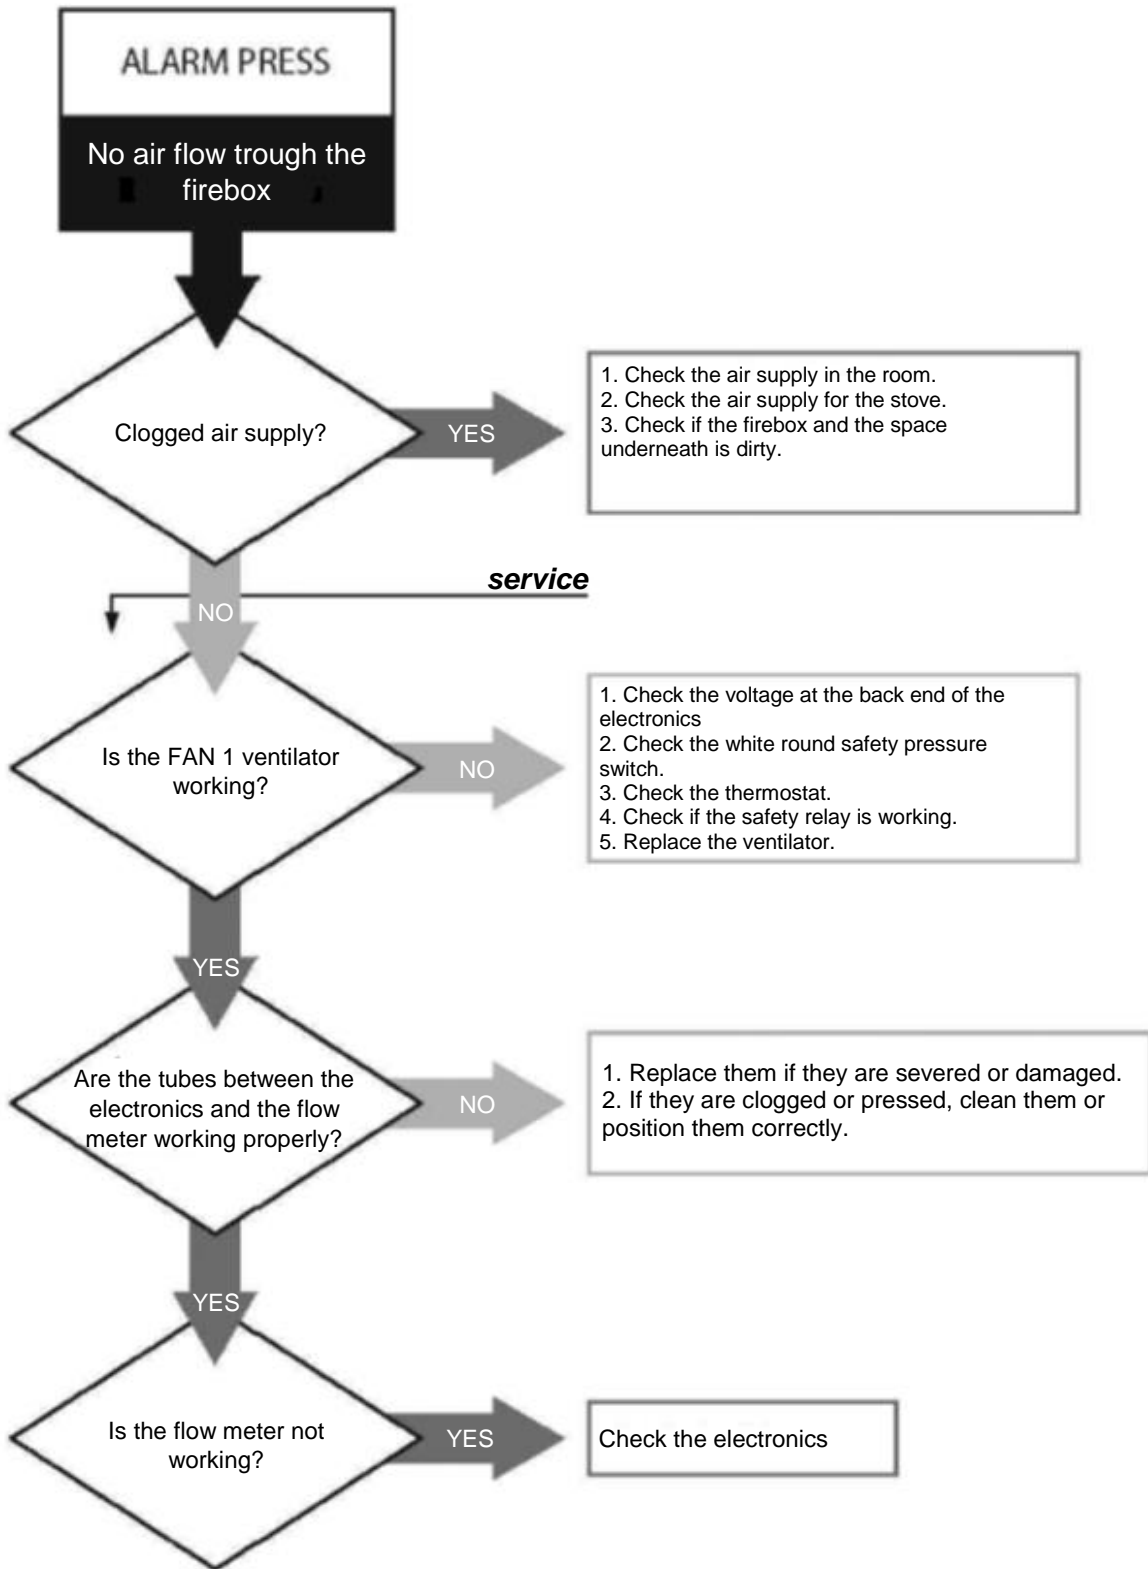 ALARM PRESS
No air flow trough the
firebox
Clogged air supply?
YES
1. Check the air supply in the room.
2. Check the air supply for the stove.
3. Check if the firebox and the space
underneath is dirty.
service
NO
Is the FAN 1 ventilator
working?
NO
1. Check the voltage at the back end of the
electronics
2. Check the white round safety pressure
switch.
3. Check the thermostat.
4. Check if the safety relay is working.
5. Replace the ventilator.
YES
Are the tubes between the
electronics and the flow
meter working properly?
NO
1. Replace them if they are severed or damaged.
2. If they are clogged or pressed, clean them or
position them correctly.
YES
Is the flow meter not
working?
YES
Check the electronics